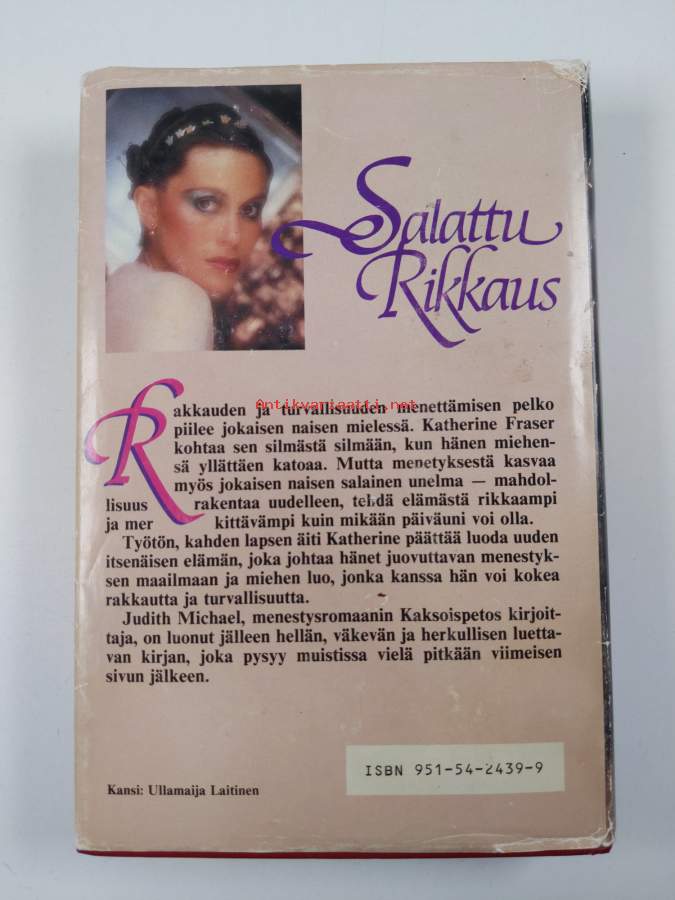 Salattu
Rikkaus
Antikvariaatti.net
Rakkauden ja turvallisuuden menettämisen pelko
piilee jokaisen naisen mielessä. Katherine Fraser
kohtaa sen silmästä silmään, kun hänen miehen-
sä yllättäen katoaa. Mutta menetyksestä kasvaa
myös jokaisen naisen salainen unelma — mahdol-
lisuus rakentaa uudelleen, tehdä elämästä rikkaampi
ja mer kittävämpi kuin mikään päiväuni voi olla.
Työtön, kahden lapsen äiti Katherine päättää luoda uuden
itsenäisen elämän, joka johtaa hänet juovuttavan menestyk-
sen maailmaan ja miehen luo, jonka kanssa hän voi kokea
rakkautta ja turvallisuutta.
Judith Michael, menestysromaanin Kaksoispetos kirjoit-
taja, on luonut jälleen hellän, väkevän ja herkullisen luetta-
van kirjan, joka pysyy muistissa vielä pitkään viimeisen
sivun jälkeen.
ISBN 951-54-2439-9
Kansi: Ullamaija Laitinen